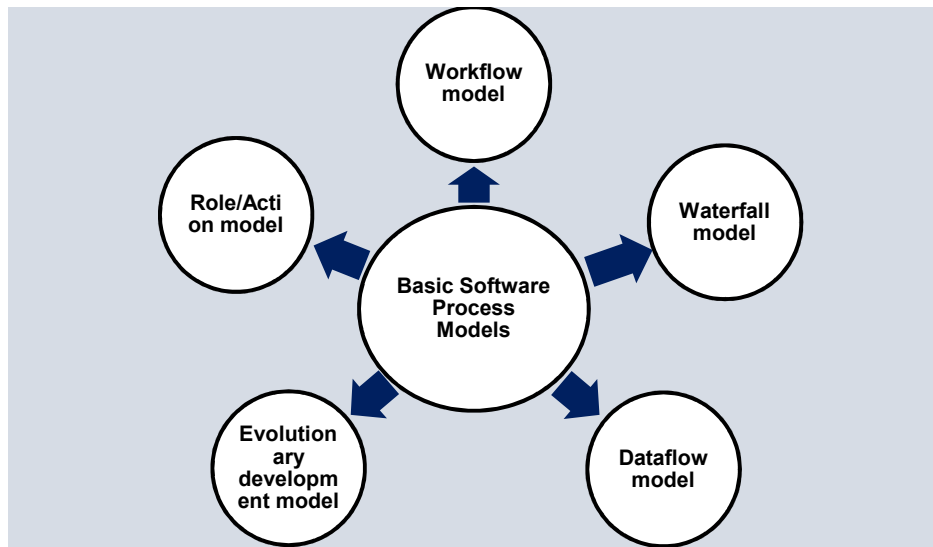 Workflow
model
Role/Acti
on model
Waterfall
model
Basic Software
Process
Models
Evolution
ary
developm
ent model
Dataflow
model